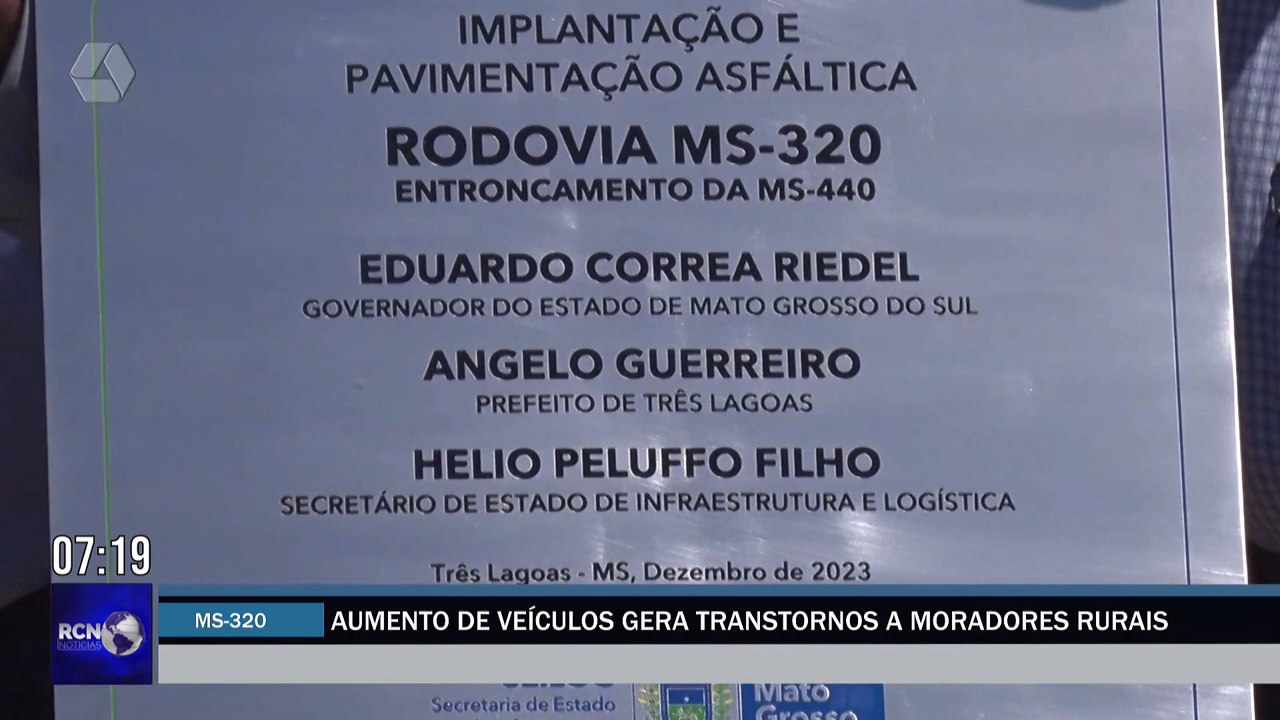 IMPLANTAÇÃO E
PAVIMENTAÇÃO ASFÁLTICA
RODOVIA MS-320
ENTRONCAMENTO DA MS-440
EDUARDO CORREA RIEDEL
GOVERNADOR DO ESTADO DE MATO GROSSO DO SUL
ANGELO GUERREIRO
PREFEITO DE TRÊS LAGOAS
HELIO PELUFFO FILHO
SECRETÁRIO DE ESTADO DE INFRAESTRUTURA E LOGÍSTICA
Três Lagoas - MS, Dezembro de 2023
07:19
RCN
NOTÍCIAS
MS-320
AUMENTO DE VEÍCULOS GERA TRANSTORNOS A MORADORES RURAIS
Secretaria de Estado
Mato
Grosso